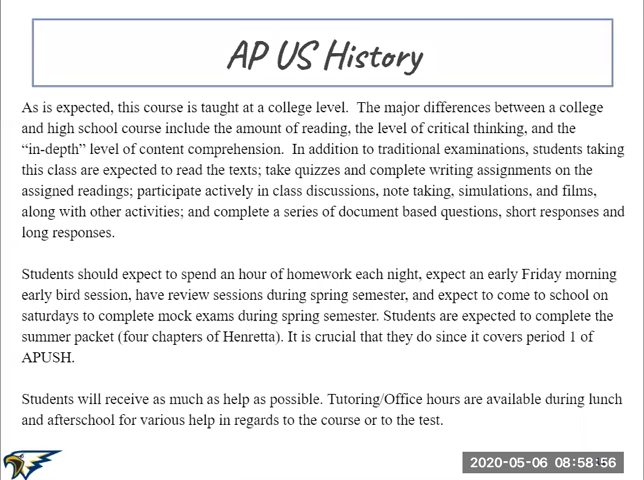 AP US History
As is expected, this course is taught at a college level.  The major differences between a college
and high school course include the amount of reading, the level of critical thinking, and the
“in-depth” level of content comprehension.  In addition to traditional examinations, students taking
this class are expected to read the texts; take quizzes and complete writing assignments on the
assigned readings; participate actively in class discussions, note taking, simulations, and films,
along with other activities; and complete a series of document based questions, short responses and
long responses.
Students should expect to spend an hour of homework each night, expect an early Friday morning
early bird session, have review sessions during spring semester, and expect to come to school on
saturdays to complete mock exams during spring semester. Students are expected to complete the
summer packet (four chapters of Henretta). It is crucial that they do since it covers period 1 of
APUSH.
Students will receive as much as help as possible. Tutoring/Office hours are available during lunch
and afterschool for various help in regards to the course or to the test.
2020-05-06 08:58:56